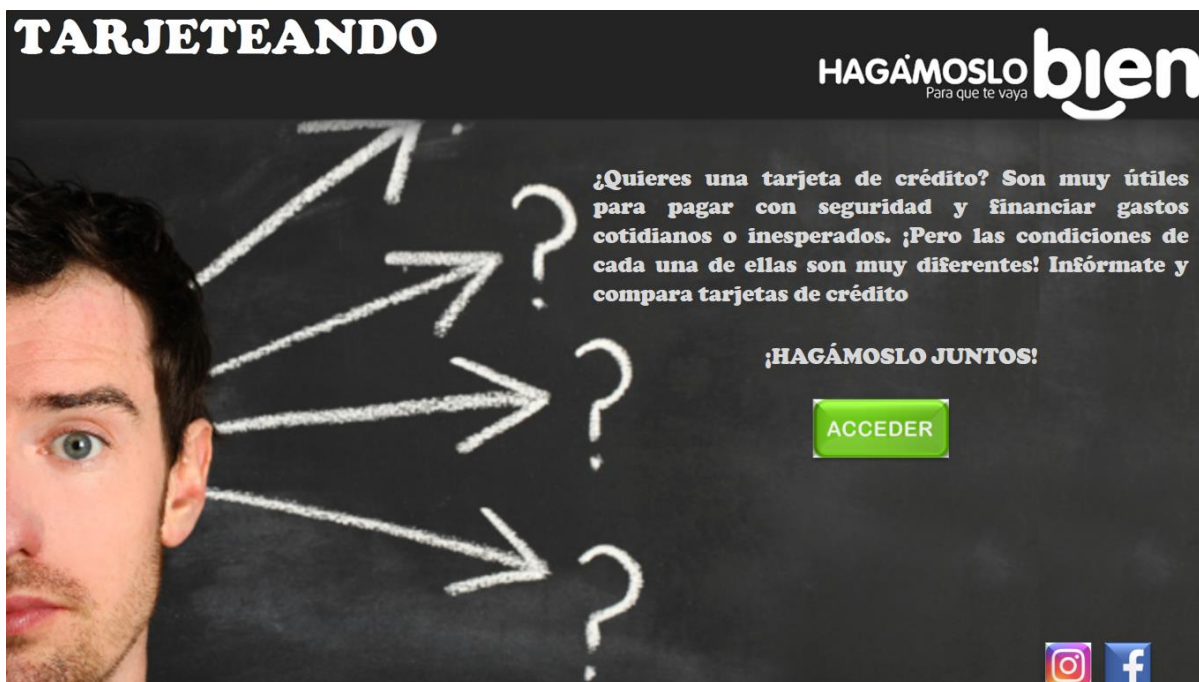 TARJETEANDO
HAGÁMOSLO bien
Para que te vaya
¿Quieres una tarjeta de crédito? Son muy útiles
para pagar con seguridad y financiar gastos
cotidianos o inesperados. ¡Pero las condiciones de
cada una de ellas son muy diferentes! Infórmate y
compara tarjetas de crédito
¡HAGÁMOSLO JUNTOS!
ACCEDER
?
?
?
f